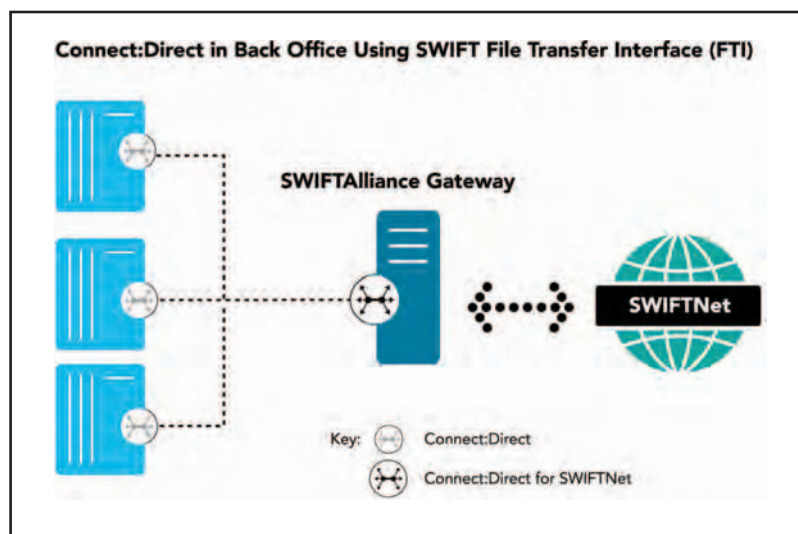 Connect:Direct in Back Office Using SWIFT File Transfer Interface (FTI)
SWIFTAlliance Gateway
SWIFTNet
Key: Connect:Direct
Connect:Direct for SWIFTNet